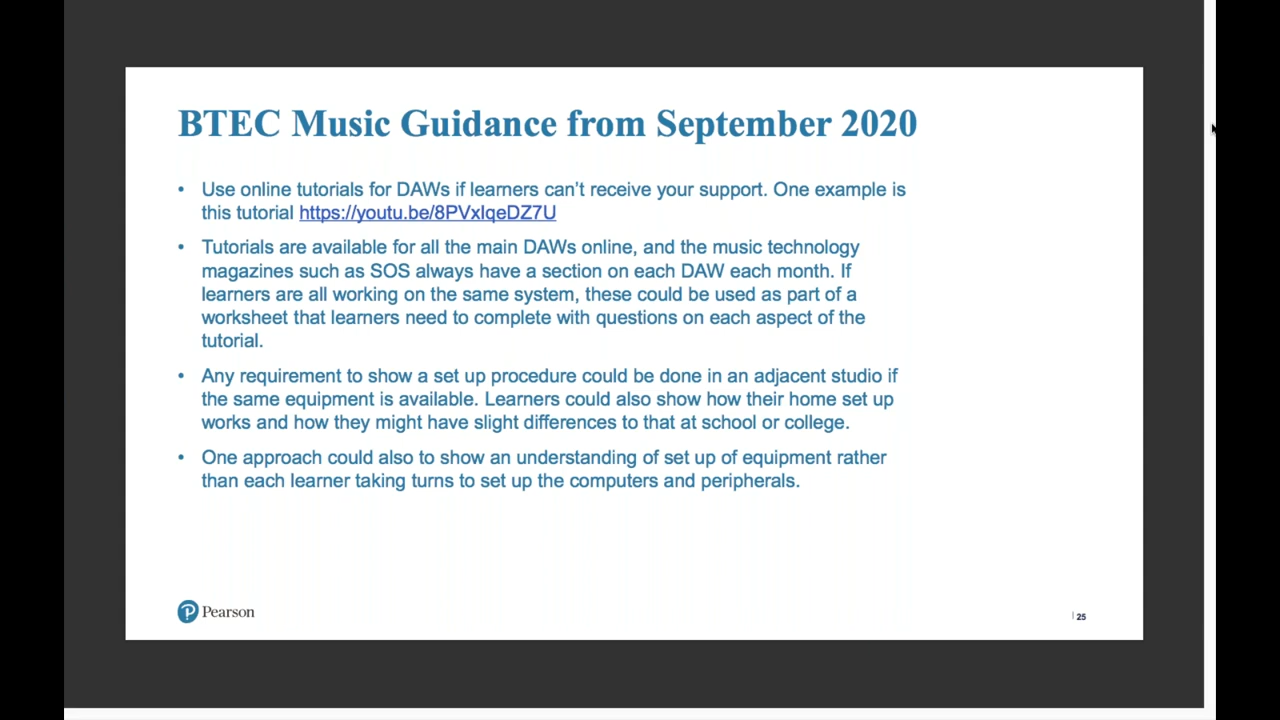 BTEC Music Guidance from September 2020
• Use online tutorials for DAWs if learners can't receive your support. One example is
this tutorial https://youtu.be/8PVxIqeDZ7U
• Tutorials are available for all the main DAWs online, and the music technology
magazines such as SOS always have a section on each DAW each month. If
learners are all working on the same system, these could be used as part of a
worksheet that learners need to complete with questions on each aspect of the
tutorial.
• Any requirement to show a set up procedure could be done in an adjacent studio if
the same equipment is available. Learners could also show how their home set up
works and how they might have slight differences to that at school or college.
• One approach could also to show an understanding of set up of equipment rather
than each learner taking turns to set up the computers and peripherals.
Pearson
25